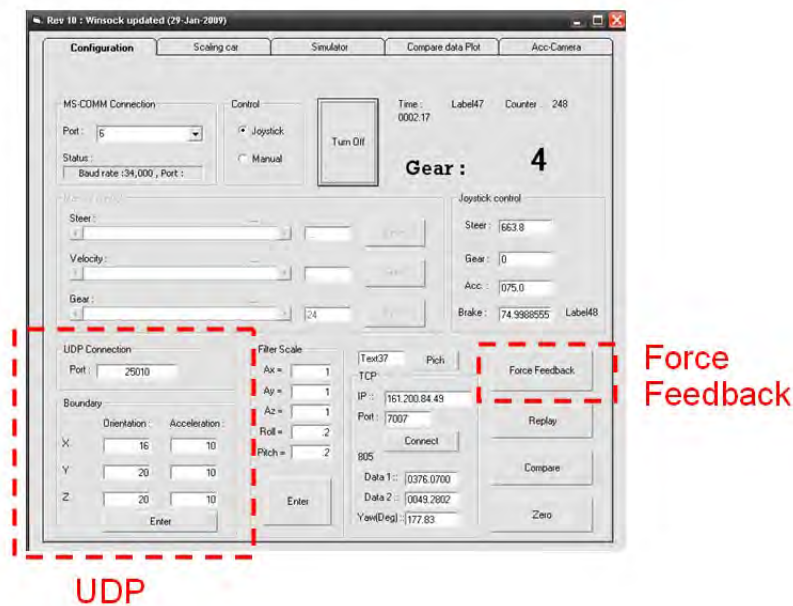 Rev 10 : Winsock updated (29-Jan-2009)
Configuration Scaling car Simulator Compare data Plot Acc-Camera
MS-COMM Connection
Port : 6
Status :
Baud rate :34,000 , Port :
Control
Joystick
Manual
Turn Off
Time : Label47 Counter 248
0002.17
Gear : 4
Steer :
Velocity :
Gear :
24
Joystick control
Steer : 663.8
Gear : 0
Acc. : 075.0
Brake : 74.9988555 Label48
UDP Connection
Port : 25010
Boundary
Orientation : Acceleration :
X 16 10
Y 20 10
Z 20 10
Enter
Filter Scale
Ax = 1
Ay = 1
Az = 1
Roll = .2
Pitch = .2
Enter
Text37 Pich
TCP
IP : 161.200.84.49
Port : 7007
Connect
805
Data 1 :: 0376.0700
Data 2 :: 0049.2802
Yaw(Deg) : 177.83
Force Feedback
Replay
Compare
Zero
Force
Feedback
UDP